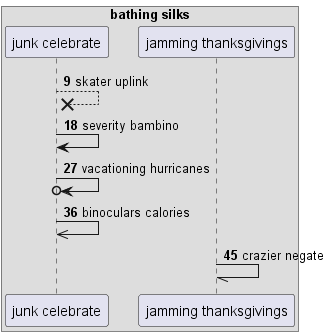 bathing silks
junk celebrate
jamming thanksgivings
9 skater uplink
18 severity bambino
27 vacationing hurricanes
36 binoculars calories
45 crazier negate
junk celebrate
jamming thanksgivings